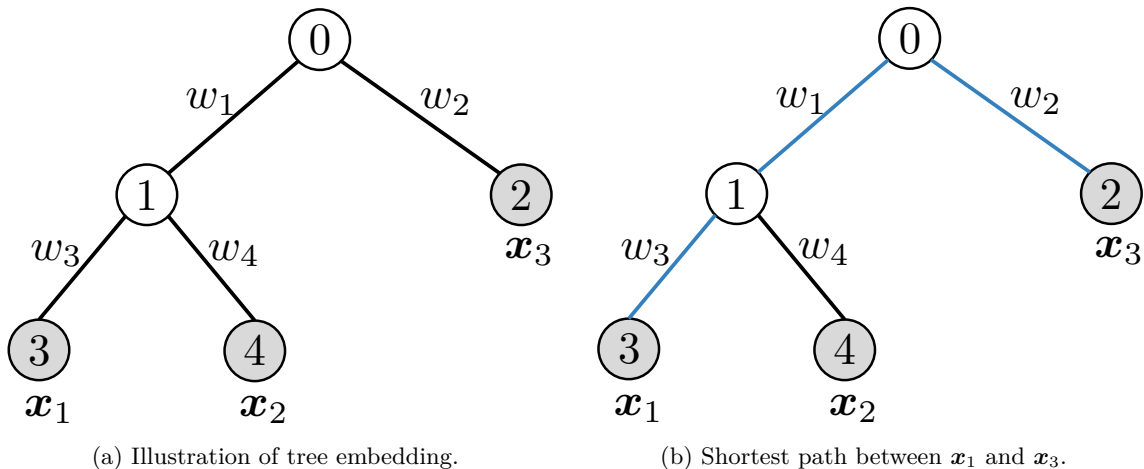 0
w₁ w₂
1 2
w₃ w₄ x₃
3 4
x₁ x₂
(a) Illustration of tree embedding.
0
w₁ w₂
1 2
w₃ w₄ x₃
3 4
x₁ x₂
(b) Shortest path between x₁ and x₃.